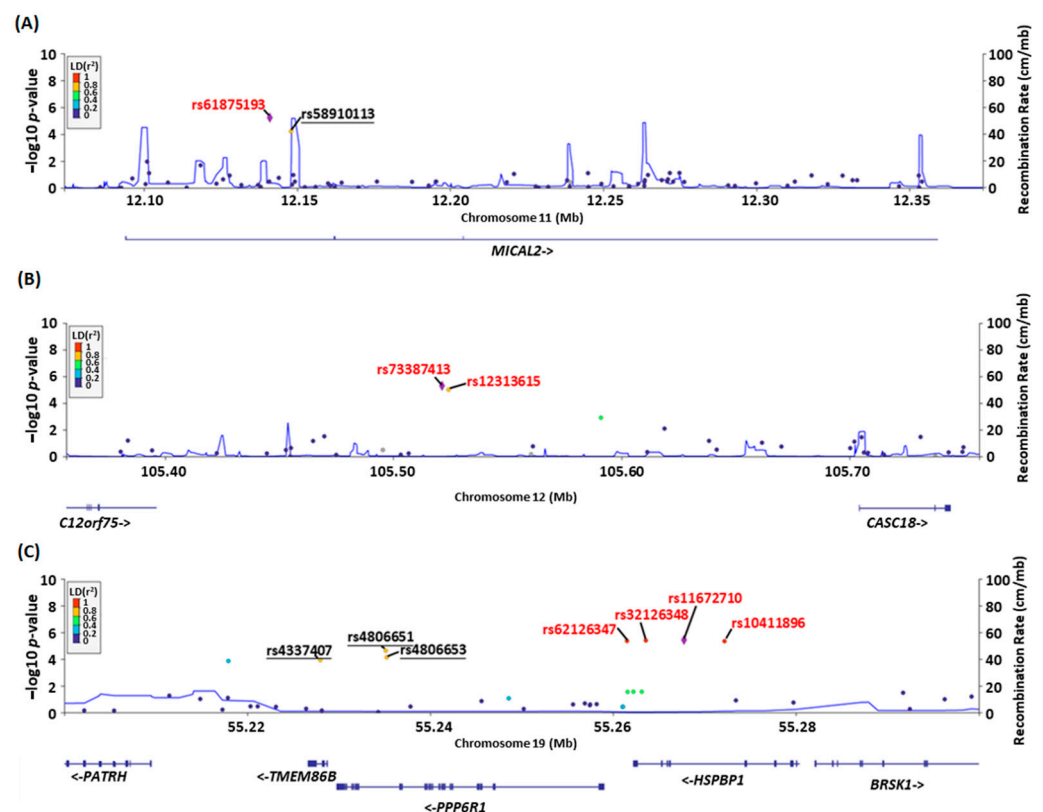 (A)
LD(r²)
1
0.8
0.6
0.4
0.2
0
10
8
6
4
2
0
−log10 p-value
rs61875193
rs58910113
100
80
60
40
20
0
Recombination Rate (cm/mb)
12.10
12.15
12.20
12.25
12.30
12.35
Chromosome 11 (Mb)
MICAL2->
(B)
LD(r²)
1
0.8
0.6
0.4
0.2
0
10
8
6
4
2
0
−log10 p-value
rs73387413
rs12313615
100
80
60
40
20
0
Recombination Rate (cm/mb)
105.40
105.50
105.60
105.70
Chromosome 12 (Mb)
C12orf75->
CASC18->
(C)
LD(r²)
1
0.8
0.6
0.4
0.2
0
10
8
6
4
2
0
−log10 p-value
rs4337407
rs4806651
rs4806653
rs62126347
rs32126348
rs11672710
rs10411896
100
80
60
40
20
0
Recombination Rate (cm/mb)
55.22
55.24
55.26
55.28
Chromosome 19 (Mb)
<-PATRH
<-TMEM86B
<-PPP6R1
<-HSPBP1
BRSK1->